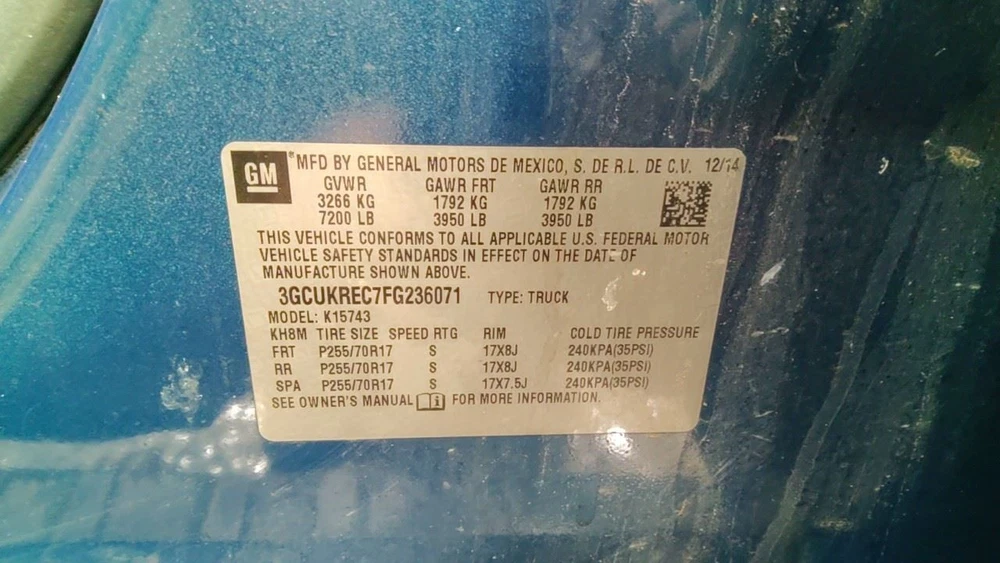 GM
MFD BY GENERAL MOTORS DE MEXICO, S. DE R.L. DE C.V. 12/14
GVWR GAWR FRT GAWR RR
3266 KG 1792 KG 1792 KG
7200 LB 3950 LB 3950 LB
THIS VEHICLE CONFORMS TO ALL APPLICABLE U.S. FEDERAL MOTOR
VEHICLE SAFETY STANDARDS IN EFFECT ON THE DATE OF
MANUFACTURE SHOWN ABOVE.
3GCUKREC7FG236071 TYPE: TRUCK
MODEL: K15743
KH8M TIRE SIZE SPEED RTG RIM COLD TIRE PRESSURE
FRT P255/70R17 S 17X8J 240KPA(35PSI)
RR P255/70R17 S 17X8J 240KPA(35PSI)
SPA P255/70R17 S 17X7.5J 240KPA(35PSI)
SEE OWNER'S MANUAL i FOR MORE INFORMATION.